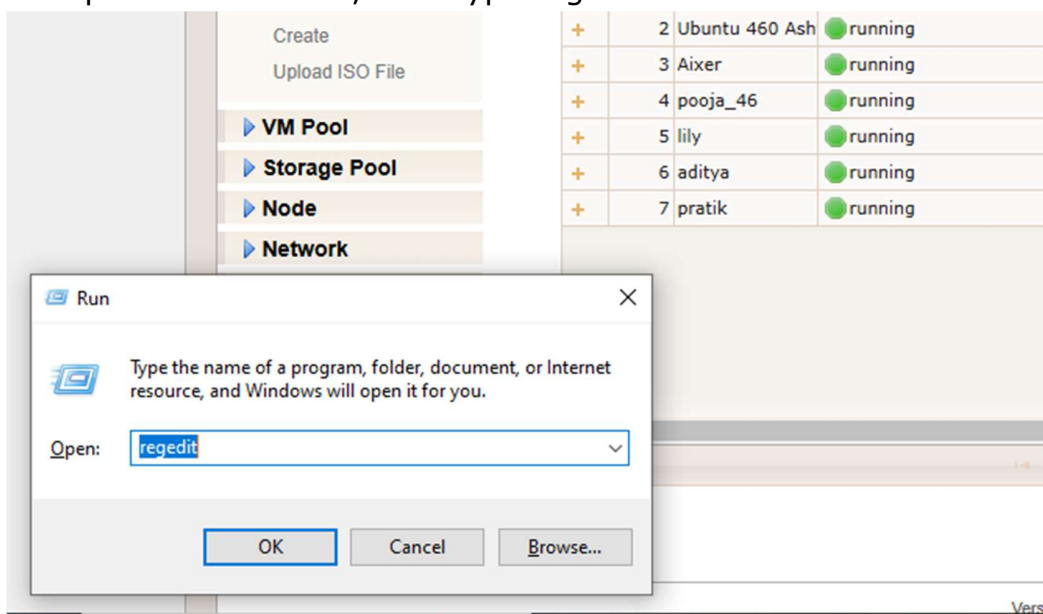 Create
Upload ISO File
VM Pool
Storage Pool
Node
Network
2 Ubuntu 460 Ash running
3 Aixer running
4 pooja_46 running
5 lily running
6 aditya running
7 pratik running
Run
Type the name of a program, folder, document, or Internet
resource, and Windows will open it for you.
Open: regedit
OK Cancel Browse...
Vers